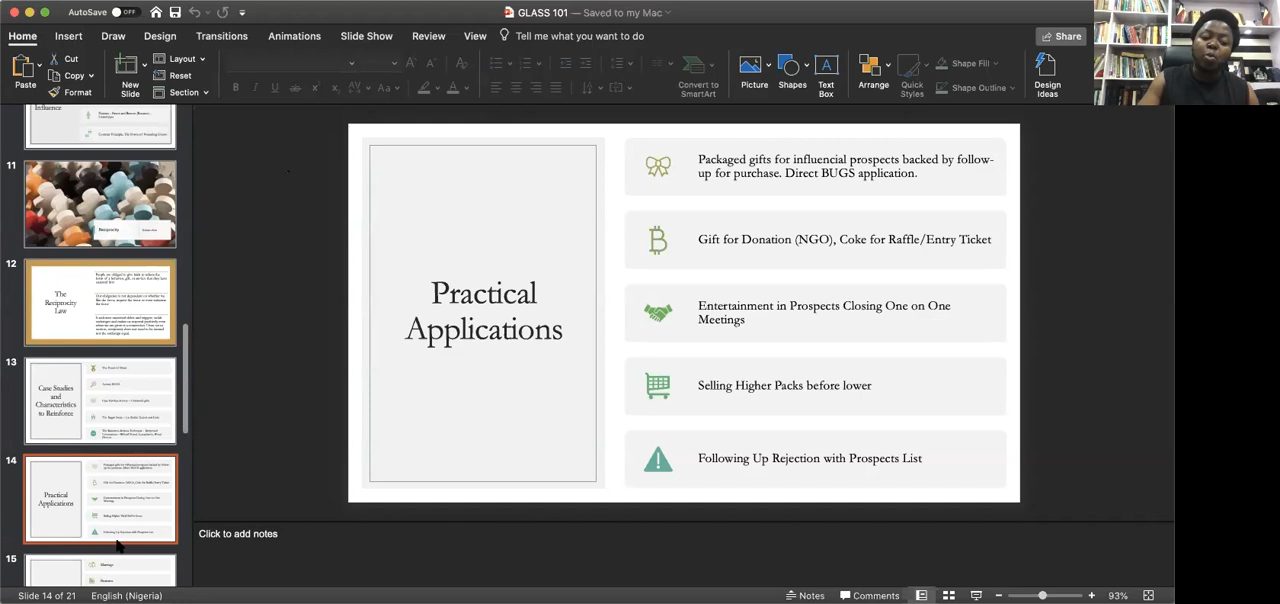 AutoSave OFF
GLASS 101 — Saved to my Mac
Home Insert Draw Design Transitions Animations Slide Show Review View Tell me what you want to do
Share
Paste
Cut
Copy
Format
New Slide
Layout
Reset
Section
Convert to SmartArt
Picture
Shapes
Text Box
Arrange
Quick Styles
Shape Fill
Shape Outline
Design Ideas
Influence
11
Reciprocity
12
The
Reciprocity
Law
13
Case Studies
and
Characteristics
to Reinforce
14
Practical
Applications
15
Practical
Applications
Packaged gifts for influencial prospects backed by follow-
up for purchase. Direct BUGS application.
Gift for Donation (NGO), Coke for Raffle/Entry Ticket
Entertainment in Prospects Closing One on One
Meetings
Selling Higher Packs before lower
Following Up Rejection with Prospects List
Click to add notes
Slide 14 of 21 English (Nigeria) Notes Comments 93%